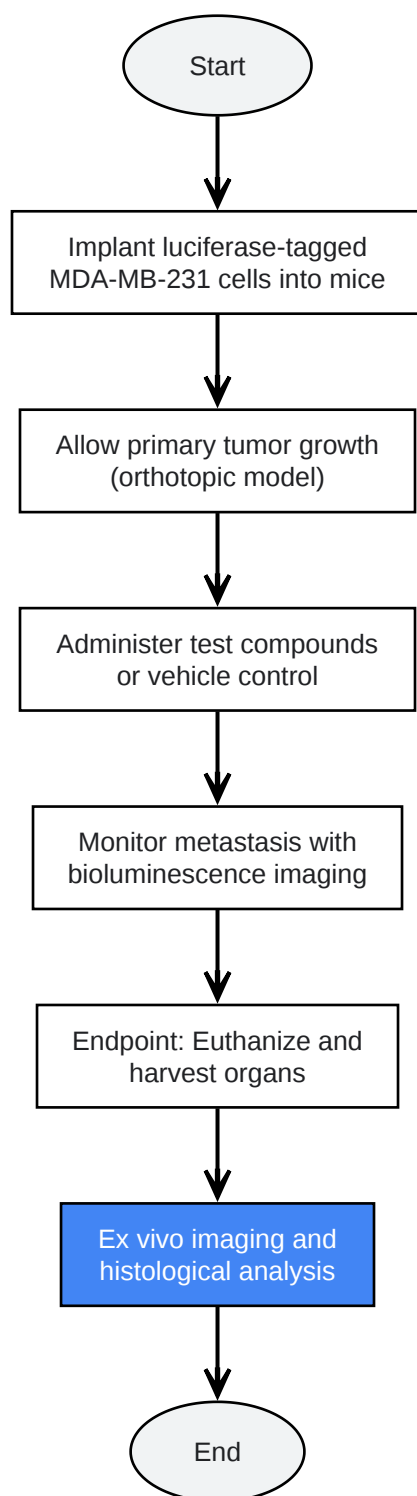 Start
Implant luciferase-tagged
MDA-MB-231 cells into mice
Allow primary tumor growth
(orthotopic model)
Administer test compounds
or vehicle control
Monitor metastasis with
bioluminescence imaging
Endpoint: Euthanize and
harvest organs
Ex vivo imaging and
histological analysis
End